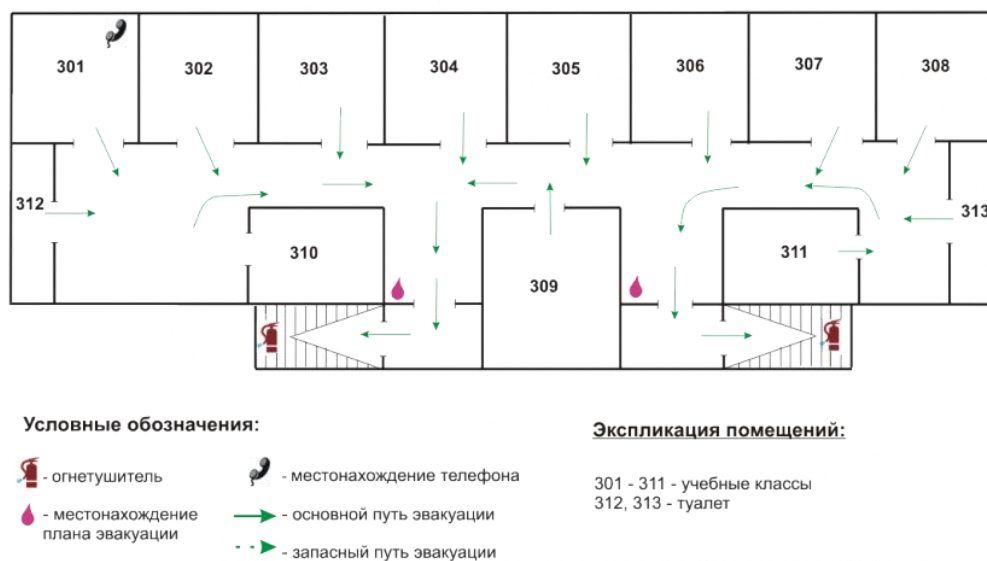 301
302
303
304
305
306
307
308
312
313
310
311
309
Условные обозначения:
- огнетушитель
- местонахождение
плана эвакуации
- местонахождение телефона
- основной путь эвакуации
- запасный путь эвакуации
Экспликация помещений:
301 - 311 - учебные классы
312, 313 - туалет